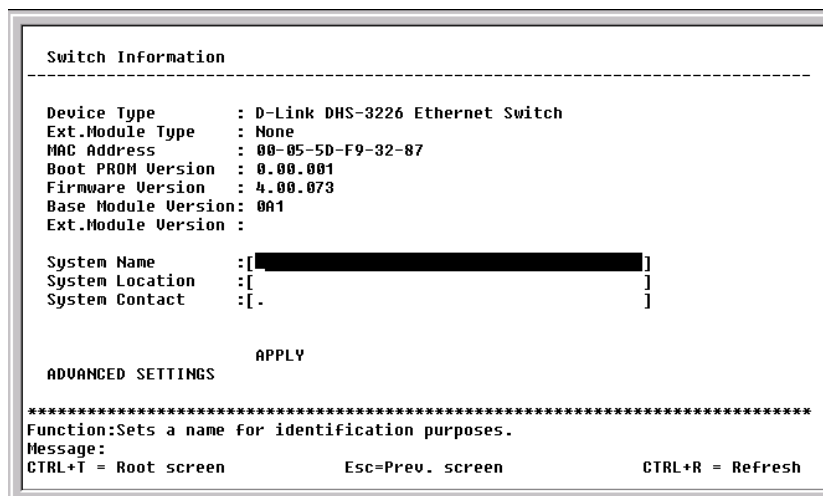 Switch Information
--------------------------------------------------------------------------------
Device Type        : D-Link DHS-3226 Ethernet Switch
Ext.Module Type    : None
MAC Address        : 00-05-5D-F9-32-87
Boot PROM Version  : 0.00.001
Firmware Version   : 4.00.073
Base Module Version: 0A1
Ext.Module Version :
System Name        :[                                        ]
System Location    :[                                        ]
System Contact     :[.                                       ]
APPLY
ADVANCED SETTINGS
********************************************************************************
Function:Sets a name for identification purposes.
Message:
CTRL+T = Root screen            Esc=Prev. screen              CTRL+R = Refresh